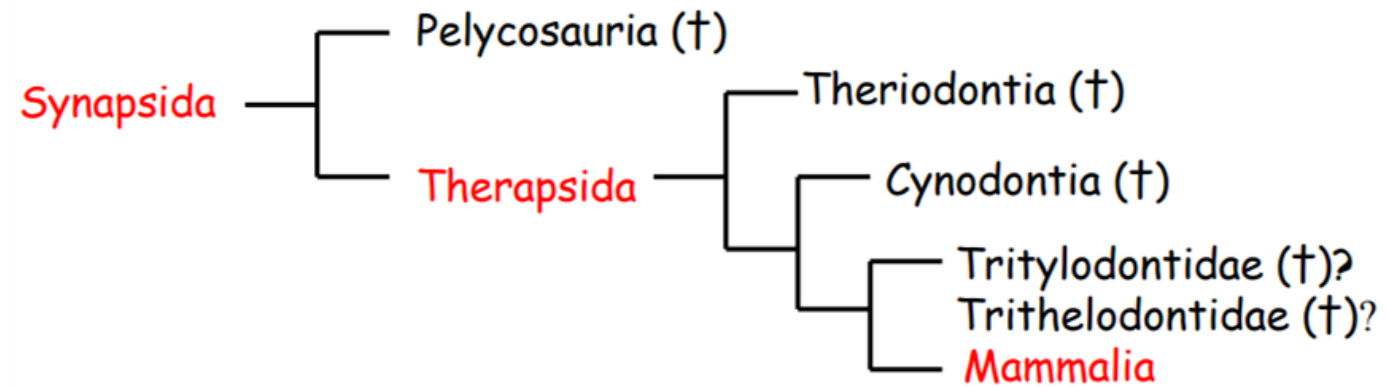 Pelycosauria (†)
Theriodontia (†)
Synapsida
Therapsida
Cynodontia (†)
Tritylodontidae (†)?
Trithelodontidae (†)?
Mammalia